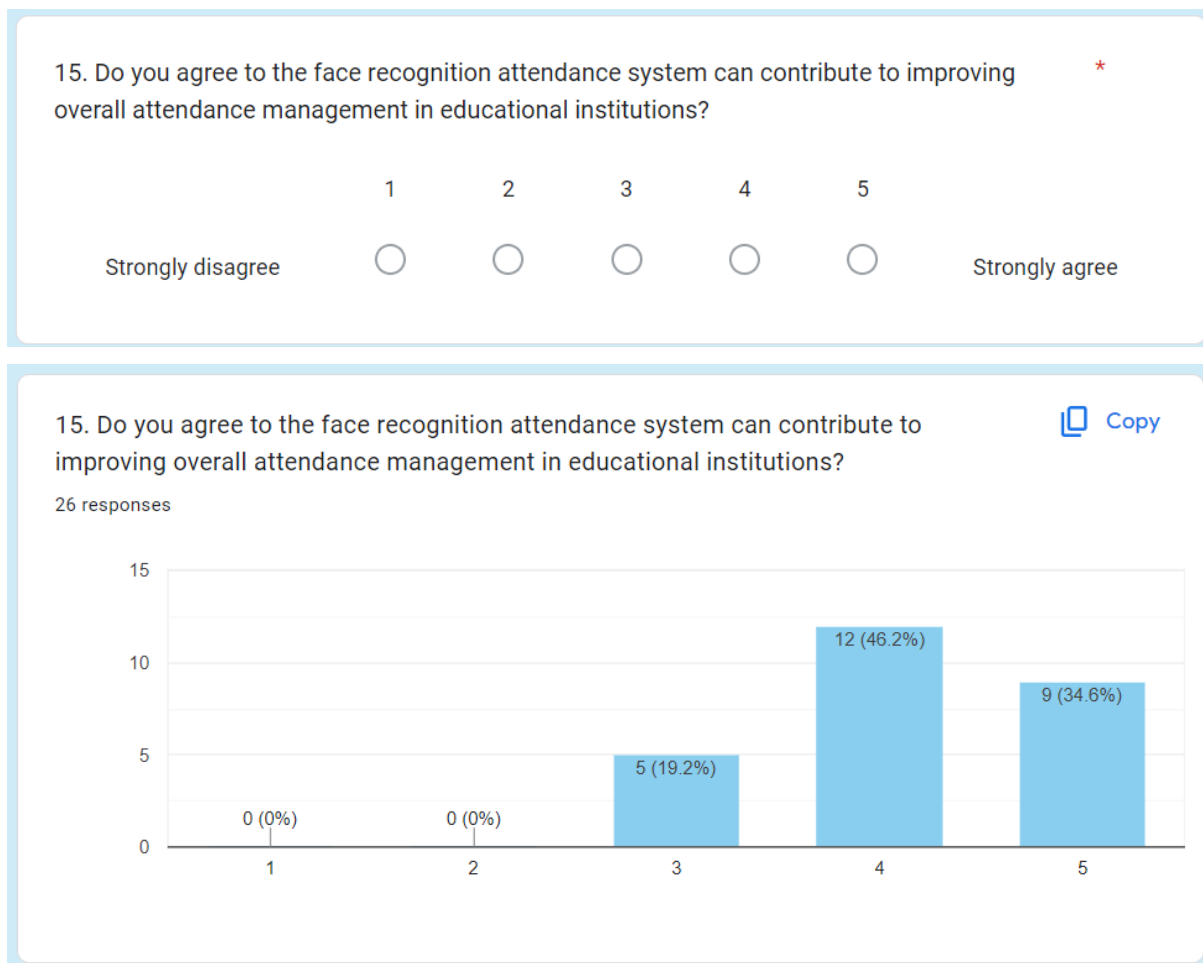 15. Do you agree to the face recognition attendance system can contribute to improving *
overall attendance management in educational institutions?
1 2 3 4 5
Strongly disagree Strongly agree
15. Do you agree to the face recognition attendance system can contribute to Copy
improving overall attendance management in educational institutions?
26 responses
15
12 (46.2%)
10
9 (34.6%)
5
5 (19.2%)
0 (0%) 0 (0%)
0
1 2 3 4 5